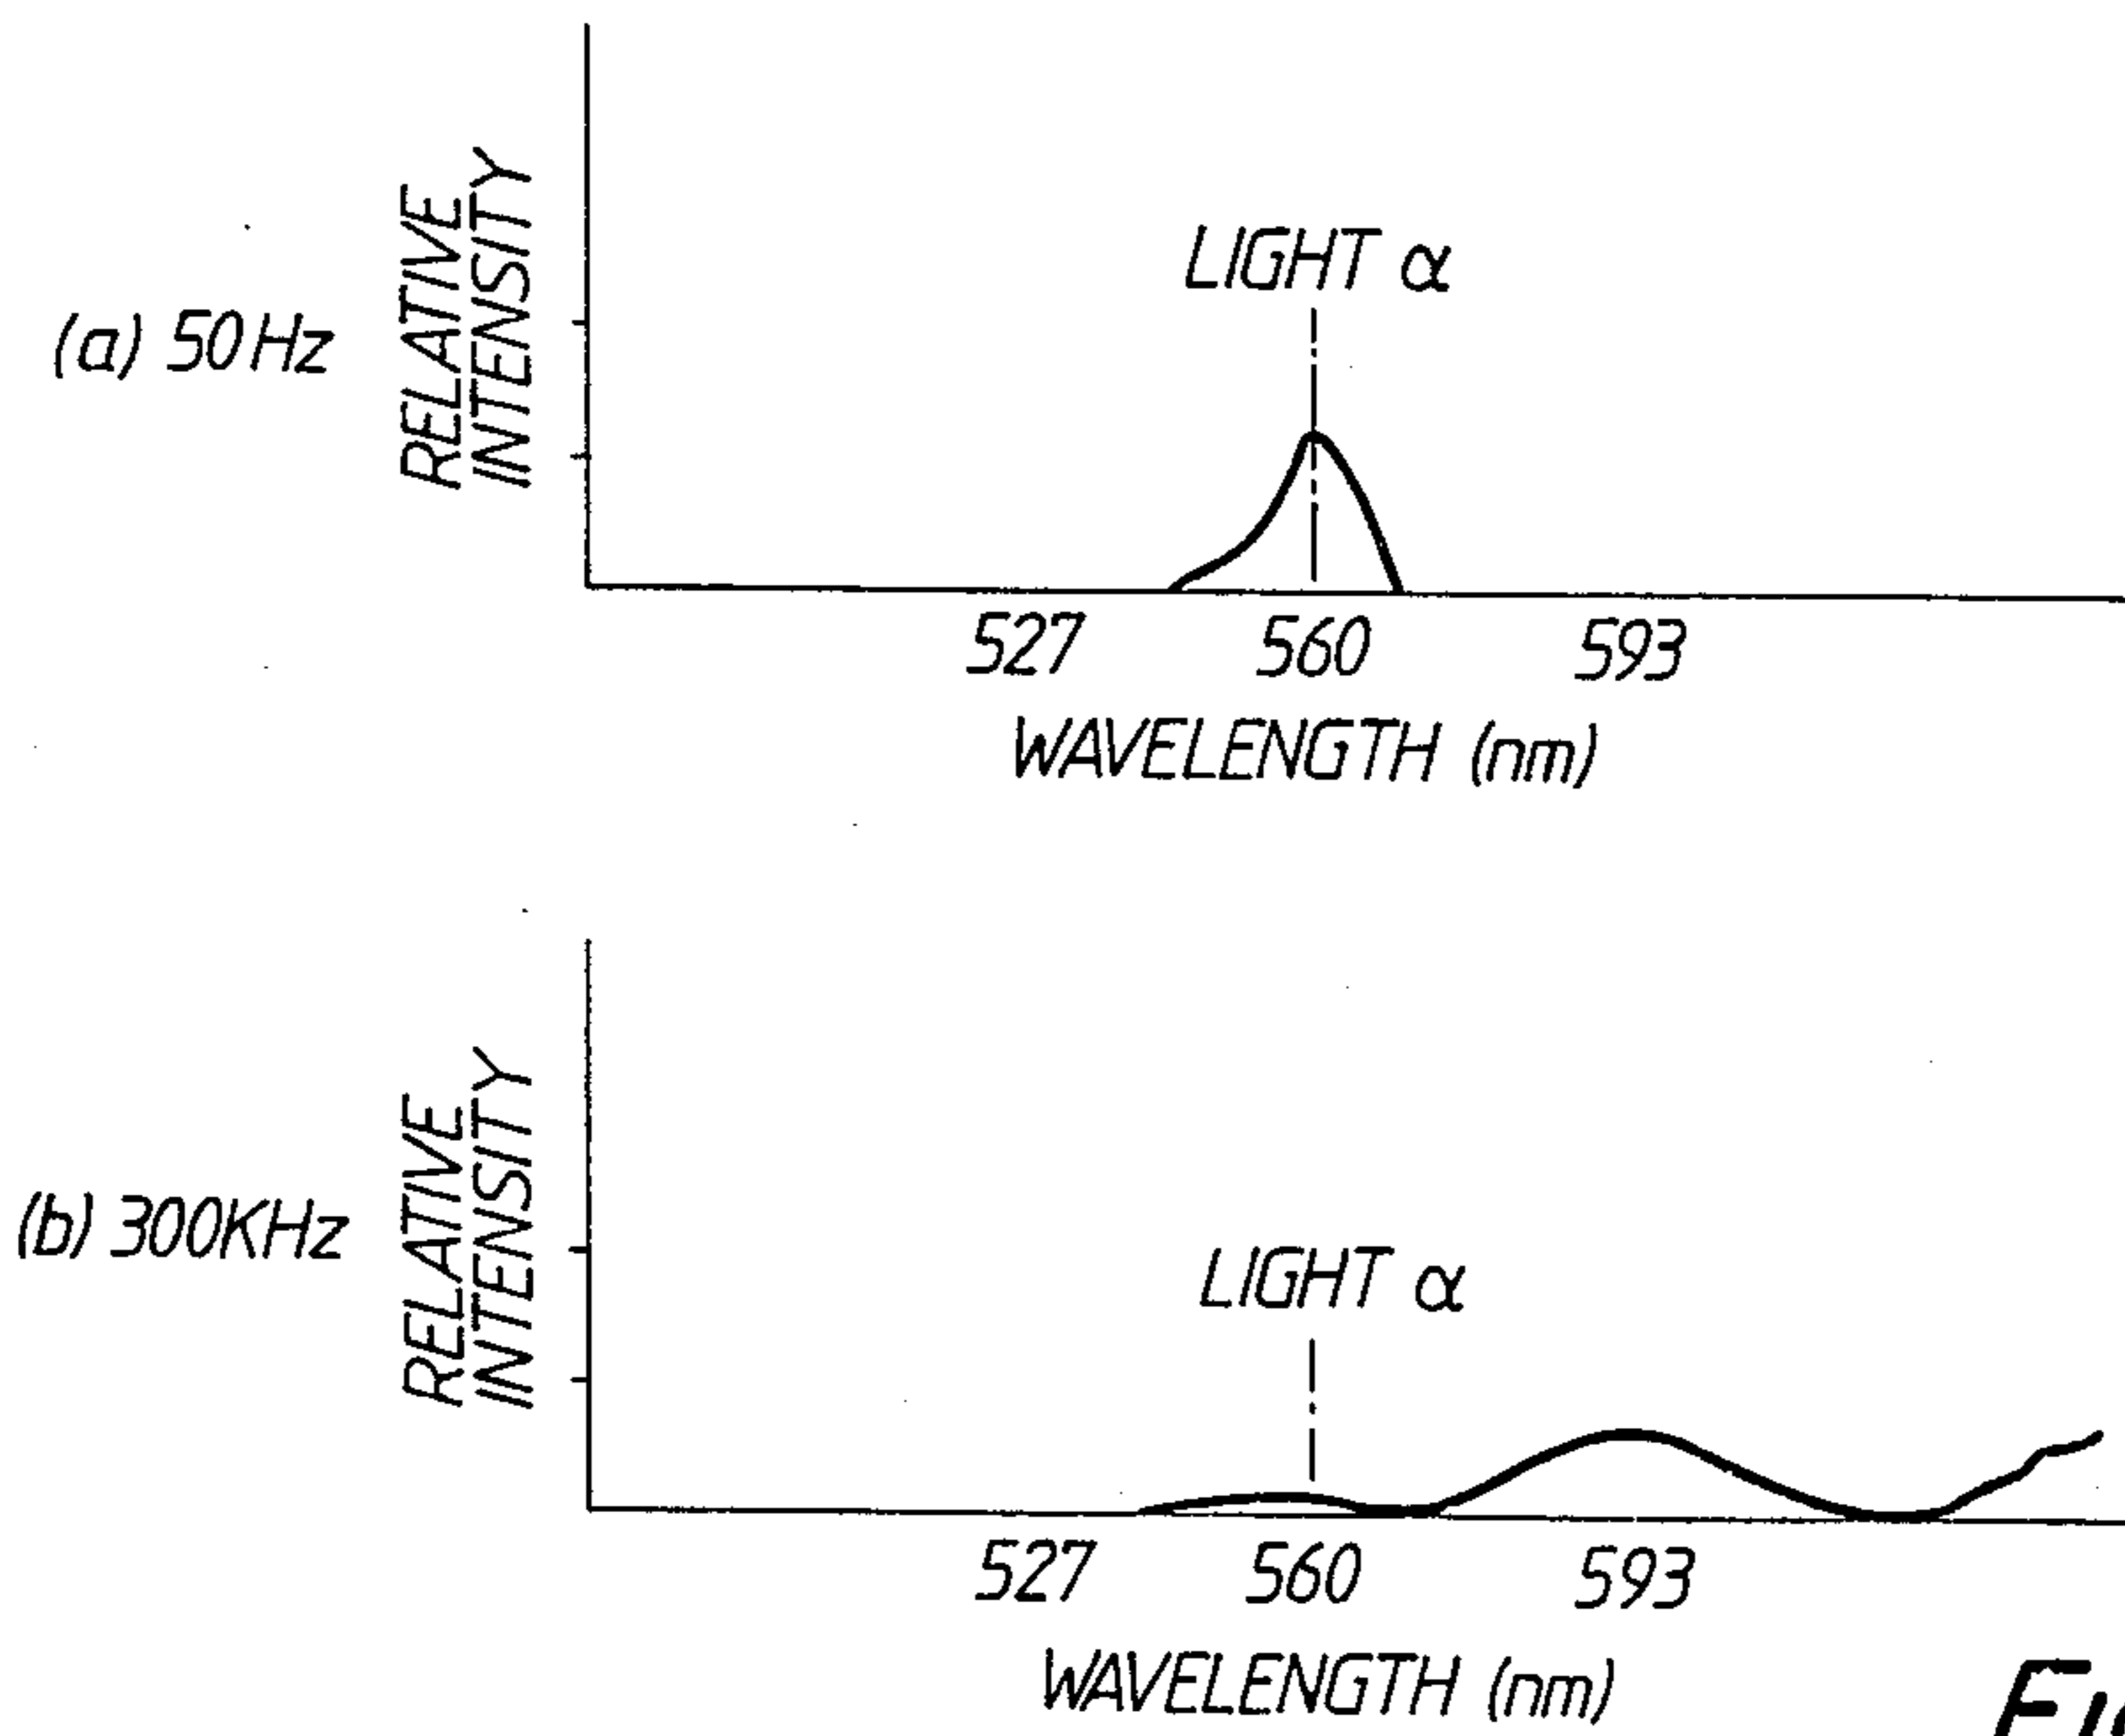 (a) 50Hz
RELATIVE
INTENSITY
LIGHT α
527 560 593
WAVELENGTH (nm)
(b) 300KHz
RELATIVE
INTENSITY
LIGHT α
527 560 593
WAVELENGTH (nm)